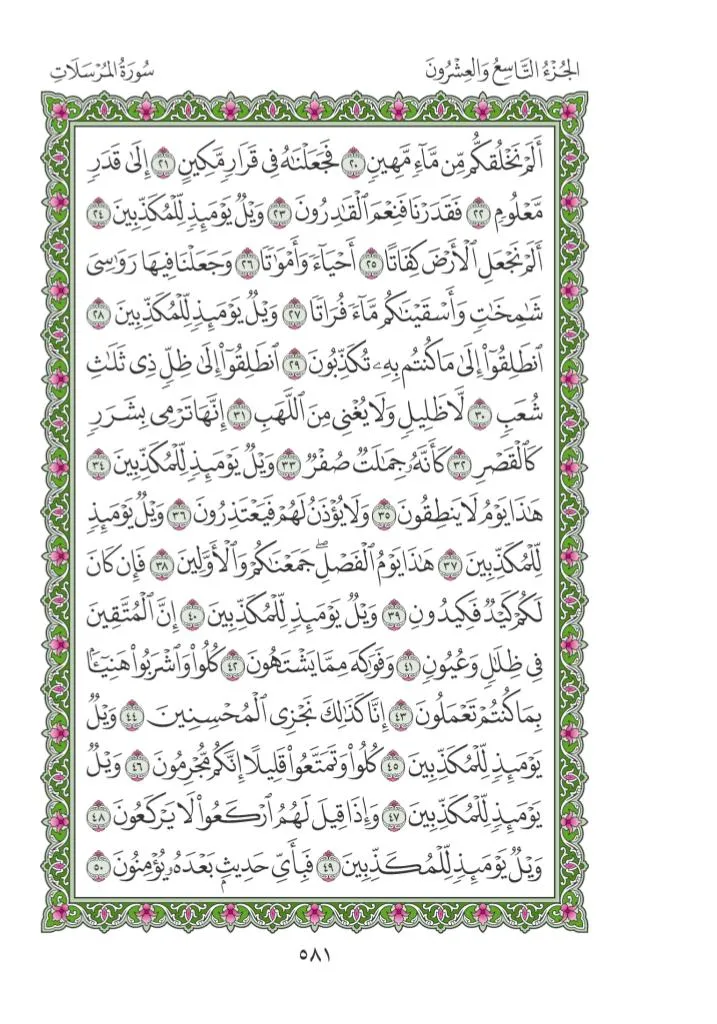 الجُزْءُ التَّاسِعُ وَالعِشْرُونَ
سُورَةُ المُرْسَلَاتِ
أَلَمْ نَخْلُقكُّم مِّن مَّآءٍ مَّهِينٍ ٢٠ فَجَعَلْنَٰهُ فِى قَرَارٍ مَّكِينٍ ٢١ إِلَىٰ قَدَرٍ
مَّعْلُومٍ ٢٢ فَقَدَرْنَا فَنِعْمَ ٱلْقَٰدِرُونَ ٢٣ وَيْلٌ يَوْمَئِذٍ لِّلْمُكَذِّبِينَ ٢٤
أَلَمْ نَجْعَلِ ٱلْأَرْضَ كِفَاتًا ٢٥ أَحْيَآءً وَأَمْوَٰتًا ٢٦ وَجَعَلْنَا فِيهَا رَوَٰسِىَ
شَٰمِخَٰتٍ وَأَسْقَيْنَٰكُم مَّآءً فُرَاتًا ٢٧ وَيْلٌ يَوْمَئِذٍ لِّلْمُكَذِّبِينَ ٢٨
ٱنطَلِقُوٓا۟ إِلَىٰ مَا كُنتُم بِهِۦ تُكَذِّبُونَ ٢٩ ٱنطَلِقُوٓا۟ إِلَىٰ ظِلٍّ ذِى ثَلَٰثِ
شُعَبٍ ٣٠ لَّا ظَلِيلٍ وَلَا يُغْنِى مِنَ ٱللَّهَبِ ٣١ إِنَّهَا تَرْمِى بِشَرَرٍ
كَٱلْقَصْرِ ٣٢ كَأَنَّهُۥ جِمَٰلَتٌ صُفْرٌ ٣٣ وَيْلٌ يَوْمَئِذٍ لِّلْمُكَذِّبِينَ ٣٤
هَٰذَا يَوْمُ لَا يَنطِقُونَ ٣٥ وَلَا يُؤْذَنُ لَهُمْ فَيَعْتَذِرُونَ ٣٦ وَيْلٌ يَوْمَئِذٍ
لِّلْمُكَذِّبِينَ ٣٧ هَٰذَا يَوْمُ ٱلْفَصْلِ ۖ جَمَعْنَٰكُمْ وَٱلْأَوَّلِينَ ٣٨ فَإِن كَانَ
لَكُمْ كَيْدٌ فَكِيدُونِ ٣٩ وَيْلٌ يَوْمَئِذٍ لِّلْمُكَذِّبِينَ ٤٠ إِنَّ ٱلْمُتَّقِينَ
فِى ظِلَٰلٍ وَعُيُونٍ ٤١ وَفَوَٰكِهَ مِمَّا يَشْتَهُونَ ٤٢ كُلُوا۟ وَٱشْرَبُوا۟ هَنِيٓـًٔۢا
بِمَا كُنتُمْ تَعْمَلُونَ ٤٣ إِنَّا كَذَٰلِكَ نَجْزِى ٱلْمُحْسِنِينَ ٤٤ وَيْلٌ
يَوْمَئِذٍ لِّلْمُكَذِّبِينَ ٤٥ كُلُوا۟ وَتَمَتَّعُوا۟ قَلِيلًا إِنَّكُم مُّجْرِمُونَ ٤٦ وَيْلٌ
يَوْمَئِذٍ لِّلْمُكَذِّبِينَ ٤٧ وَإِذَا قِيلَ لَهُمُ ٱرْكَعُوا۟ لَا يَرْكَعُونَ ٤٨
وَيْلٌ يَوْمَئِذٍ لِّلْمُكَذِّبِينَ ٤٩ فَبِأَىِّ حَدِيثٍۭ بَعْدَهُۥ يُؤْمِنُونَ ٥٠
٥٨١